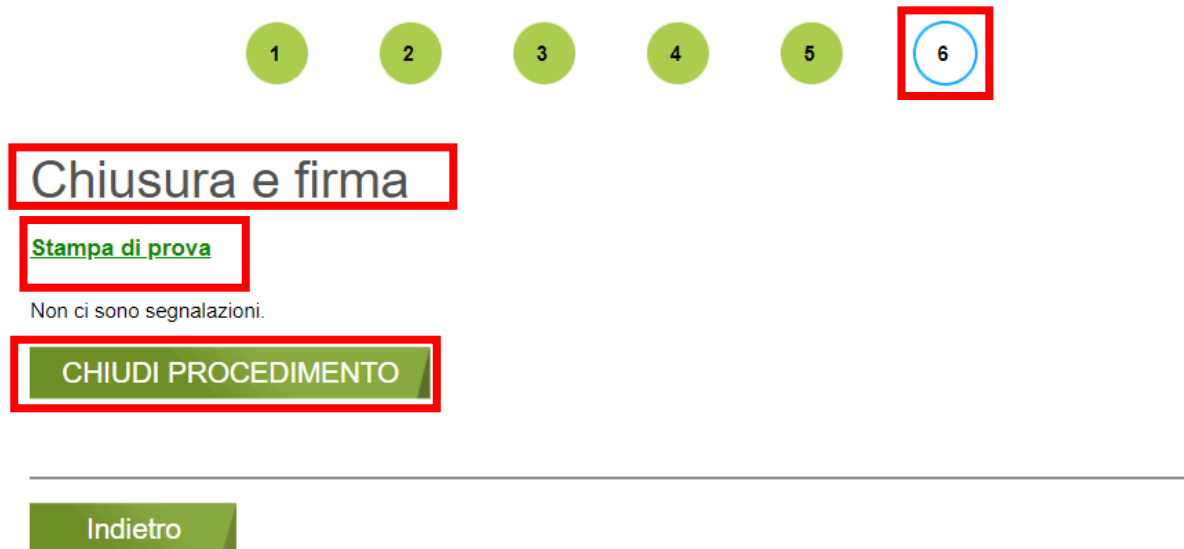 1 2 3 4 5 6
Chiusura e firma
Stampa di prova
Non ci sono segnalazioni.
CHIUDI PROCEDIMENTO
Indietro